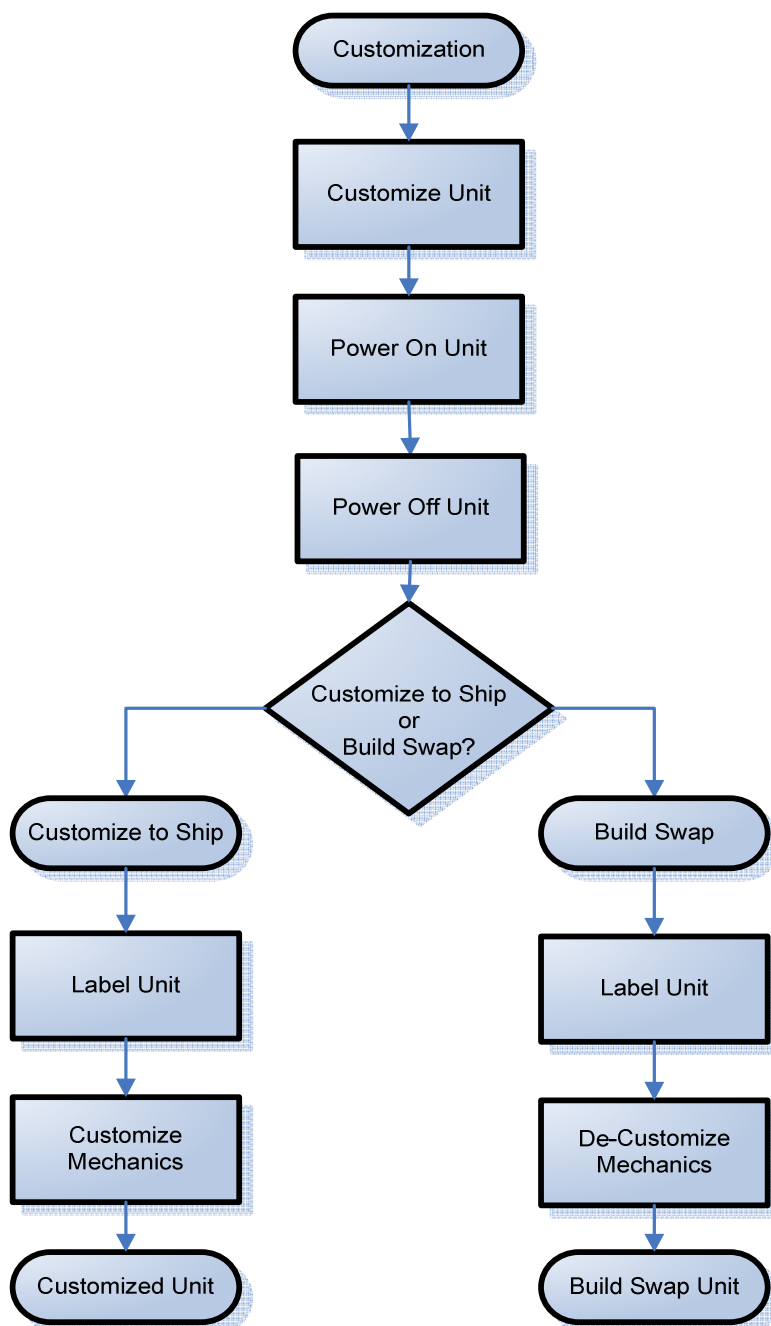 Customization
Customize Unit
Power On Unit
Power Off Unit
Customize to Ship
or
Build Swap?
Customize to Ship
Build Swap
Label Unit
Label Unit
Customize
Mechanics
De-Customize
Mechanics
Customized Unit
Build Swap Unit